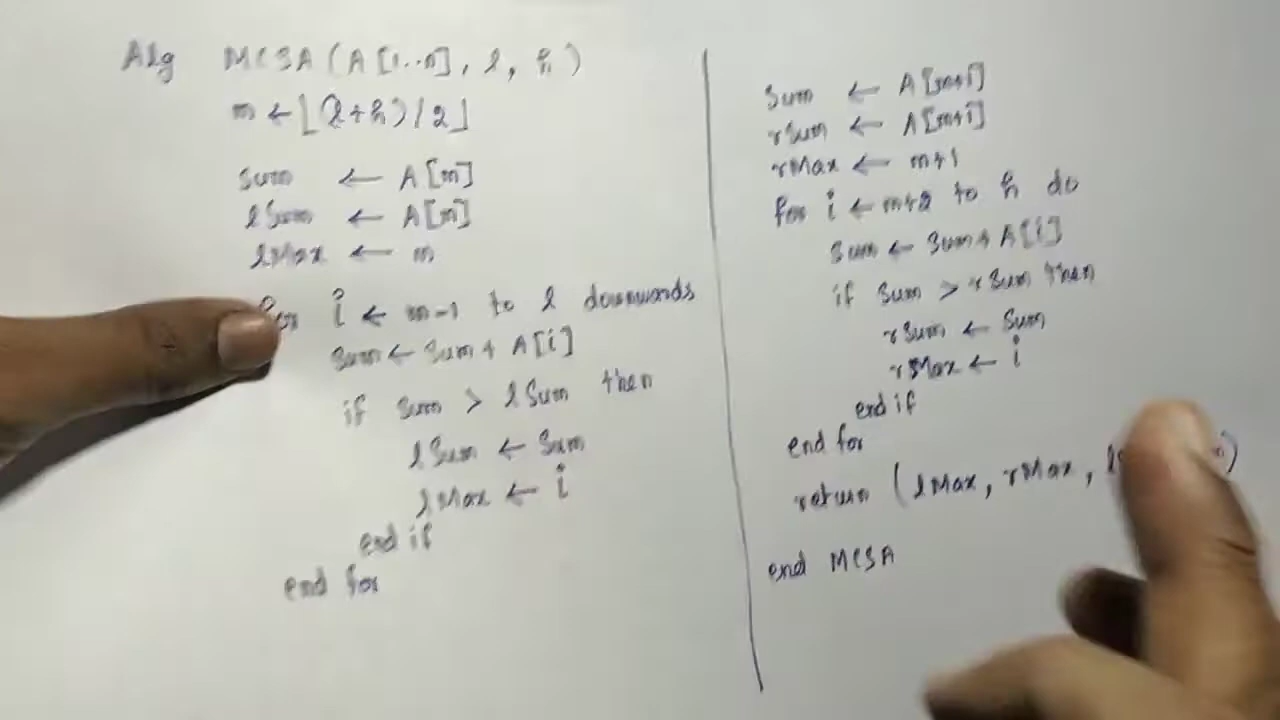 Alg MCSA (A[1..n], l, h)
m ← ⌊(l+h)/2⌋
sum ← A[m]
lSum ← A[m]
lMax ← m
for i ← m-1 to l downwards
sum ← sum + A[i]
if sum > lSum then
lSum ← Sum
lMax ← i
end if
end for
Sum ← A[m+1]
rSum ← A[m+1]
rMax ← m+1
for i ← m+2 to h do
sum ← sum + A[i]
if sum > rSum then
rSum ← Sum
rMax ← i
end if
end for
return (lMax, rMax,
end MCSA